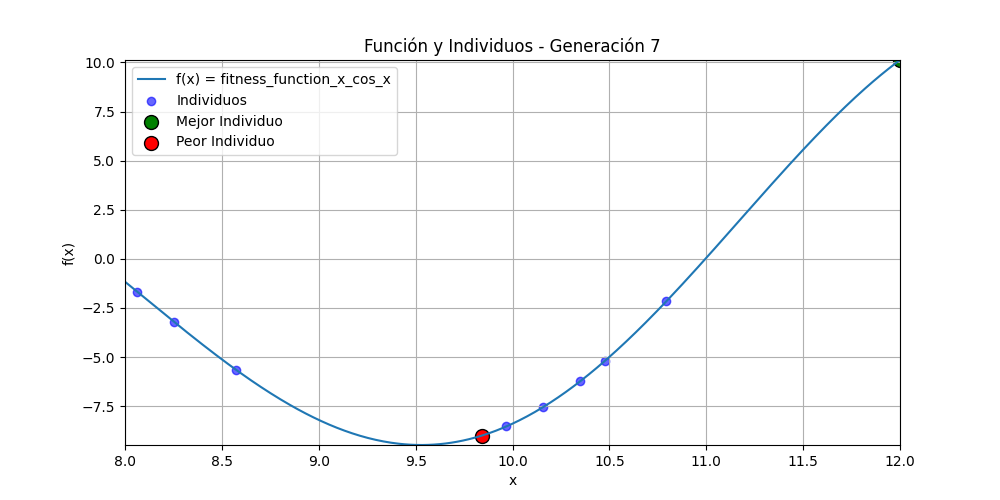 Función y Individuos - Generación 7
f(x) = fitness_function_x_cos_x
Individuos
Mejor Individuo
Peor Individuo
10.0
7.5
5.0
2.5
0.0
−2.5
−5.0
−7.5
f(x)
8.0 8.5 9.0 9.5 10.0 10.5 11.0 11.5 12.0
x